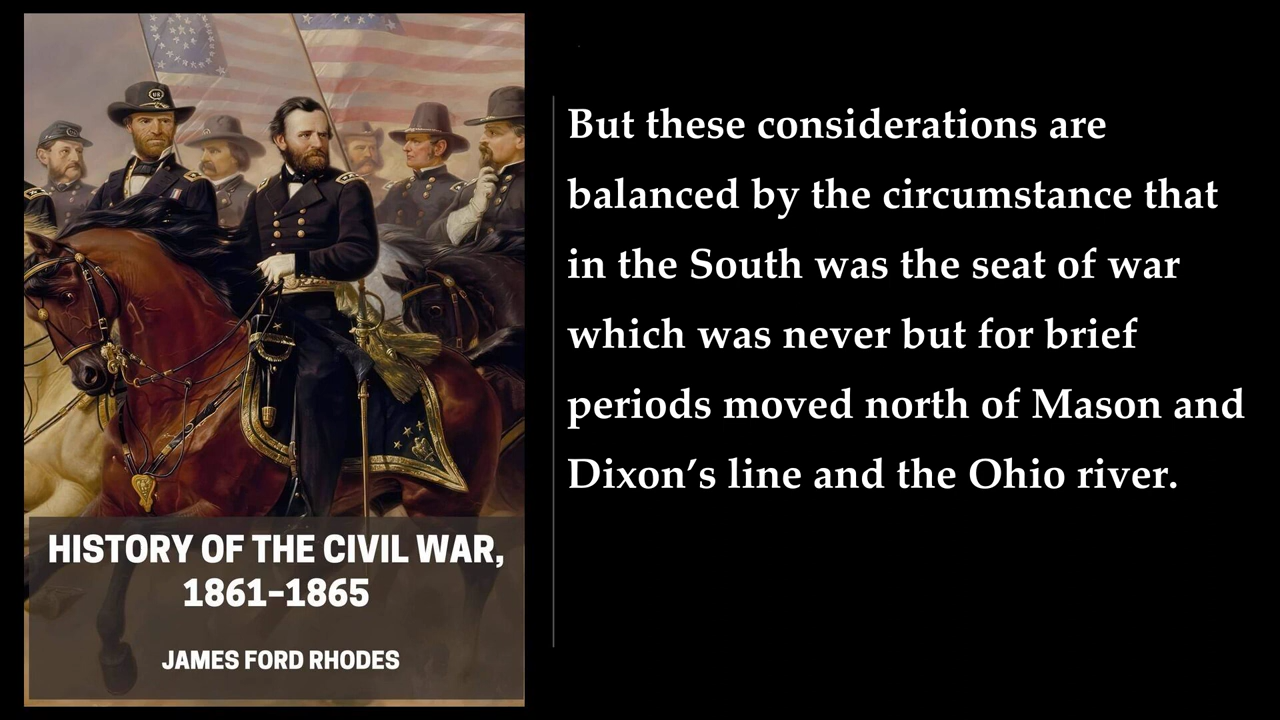 HISTORY OF THE CIVIL WAR,
1861–1865
JAMES FORD RHODES
But these considerations are
balanced by the circumstance that
in the South was the seat of war
which was never but for brief
periods moved north of Mason and
Dixon’s line and the Ohio river.